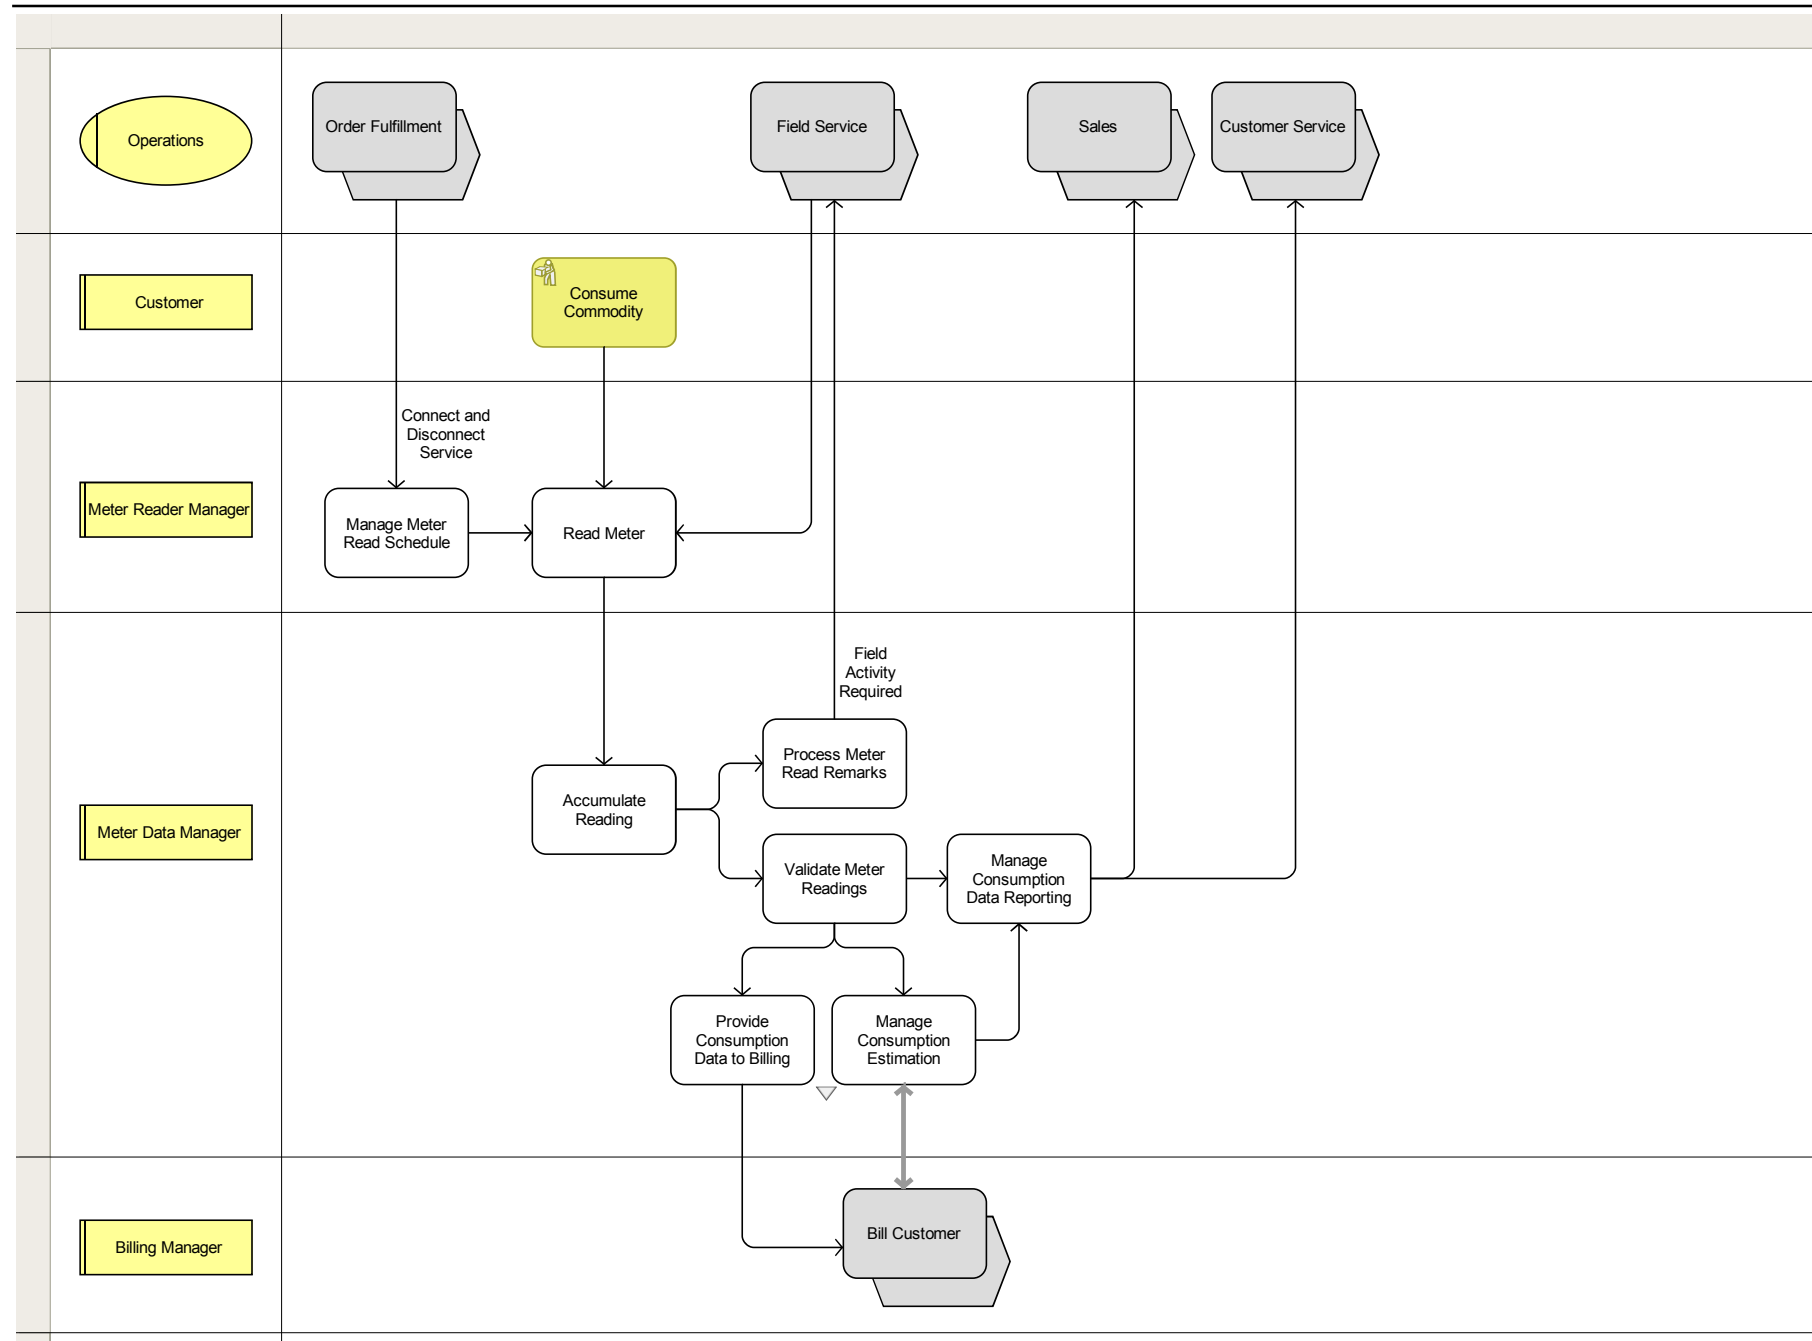 Operations
Order Fulfillment
Field Service
Sales
Customer Service
Customer
Consume
Commodity
Connect and
Disconnect
Service
Meter Reader Manager
Manage Meter
Read Schedule
Read Meter
Field
Activity
Required
Process Meter
Read Remarks
Meter Data Manager
Accumulate
Reading
Validate Meter
Readings
Manage
Consumption
Data Reporting
Provide
Consumption
Data to Billing
Manage
Consumption
Estimation
Billing Manager
Bill Customer